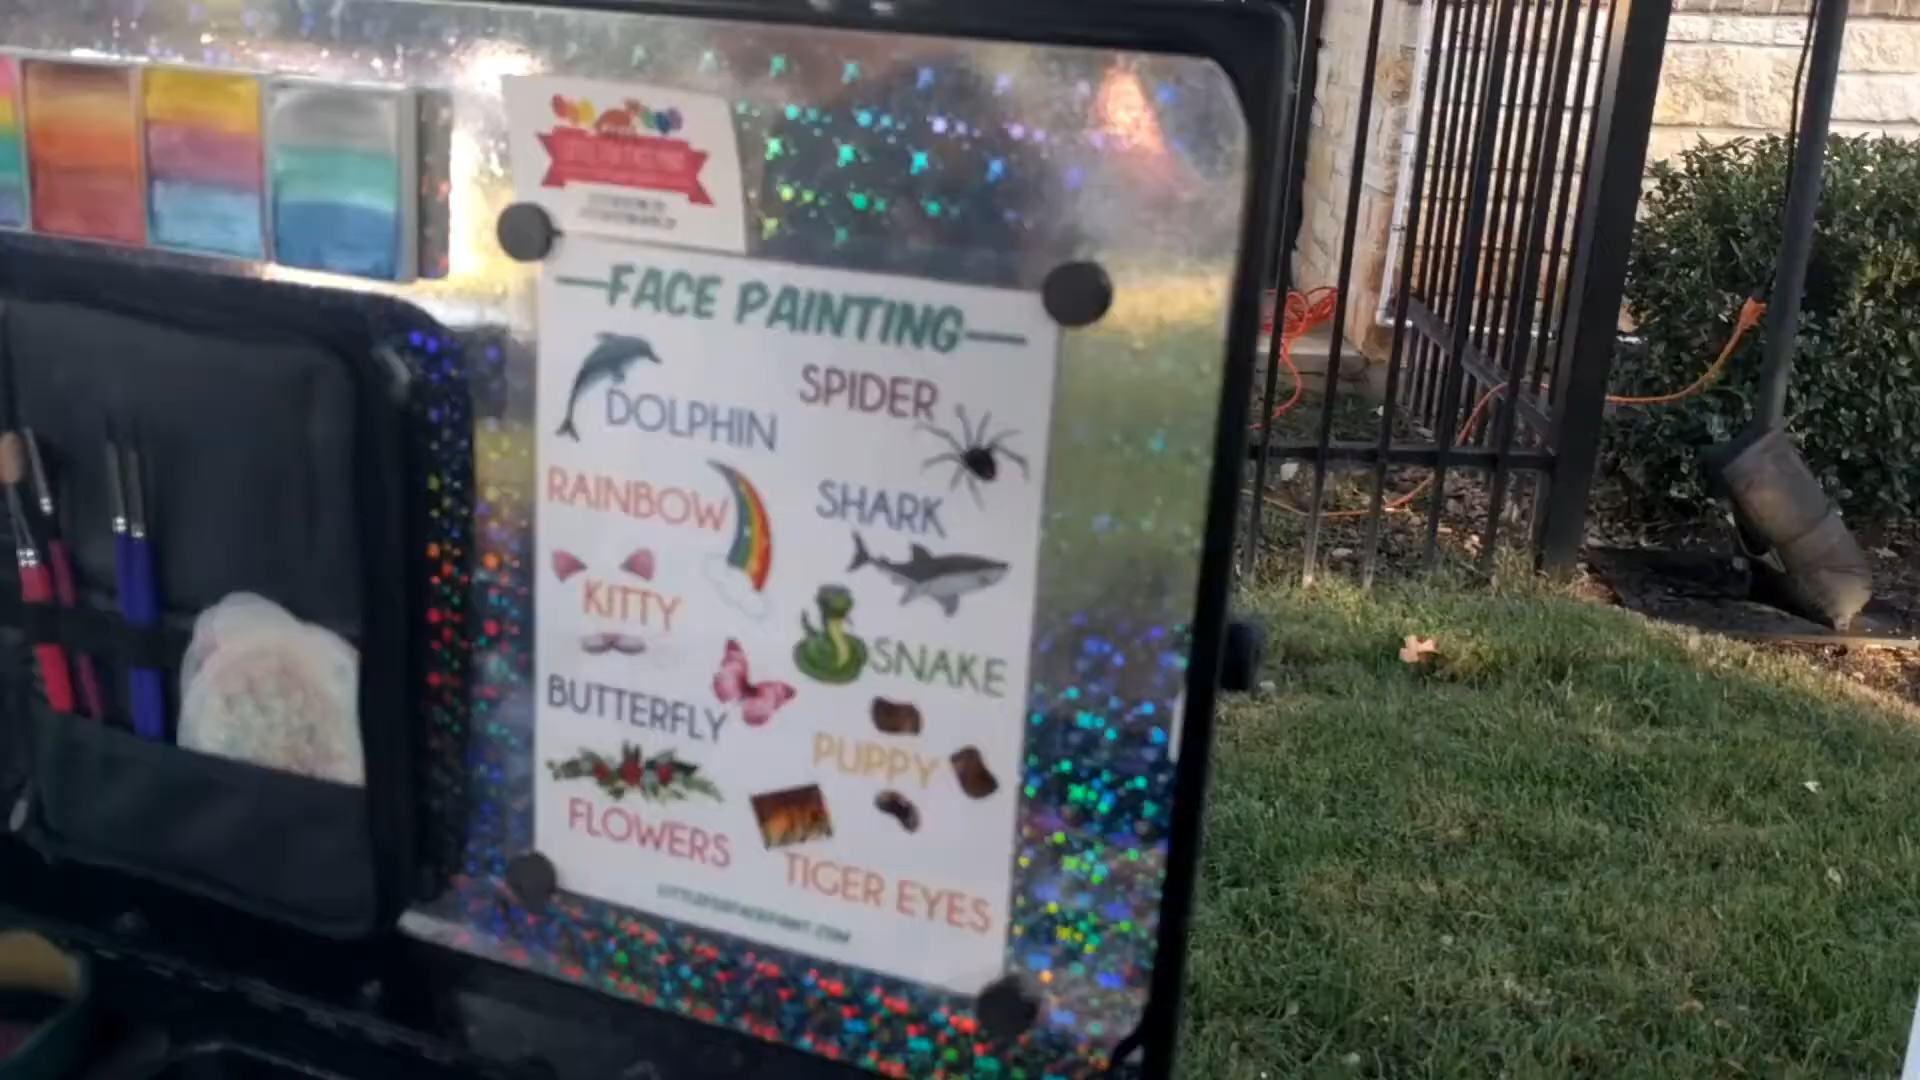 FACE PAINTING
DOLPHIN
SPIDER
RAINBOW
SHARK
KITTY
SNAKE
BUTTERFLY
PUPPY
FLOWERS
TIGER EYES